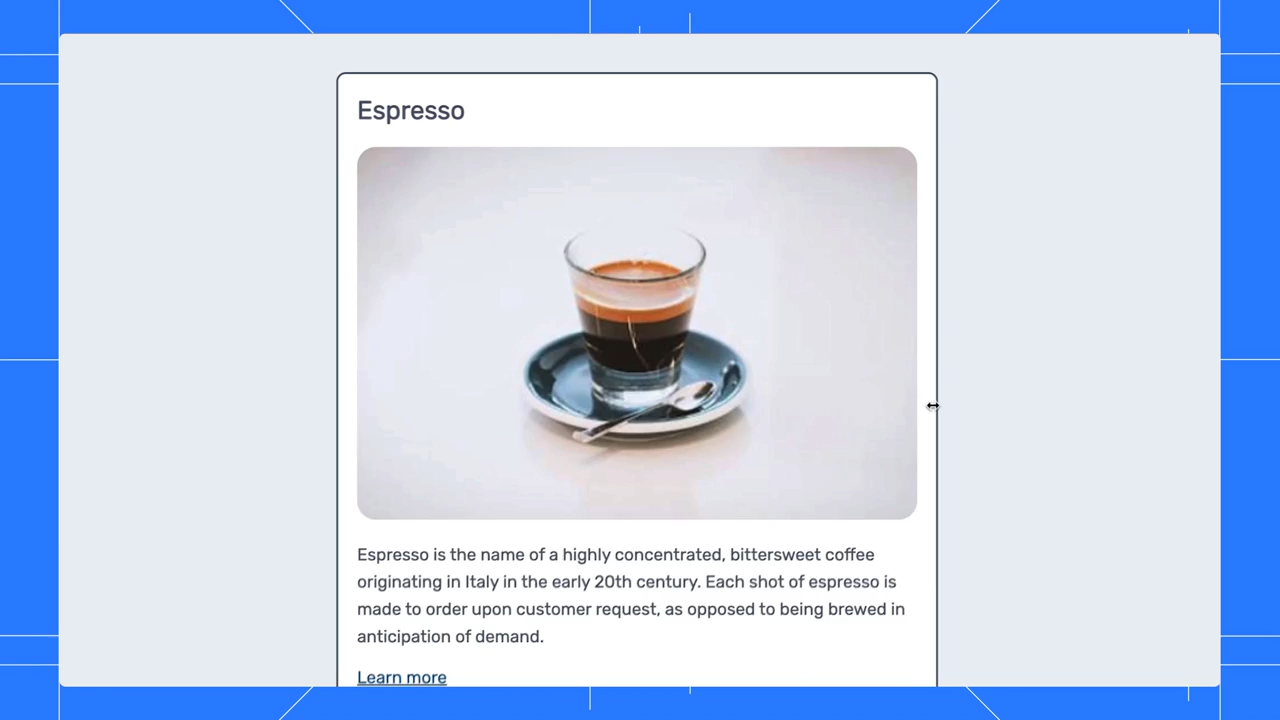 Espresso
Espresso is the name of a highly concentrated, bittersweet coffee
originating in Italy in the early 20th century. Each shot of espresso is
made to order upon customer request, as opposed to being brewed in
anticipation of demand.
Learn more